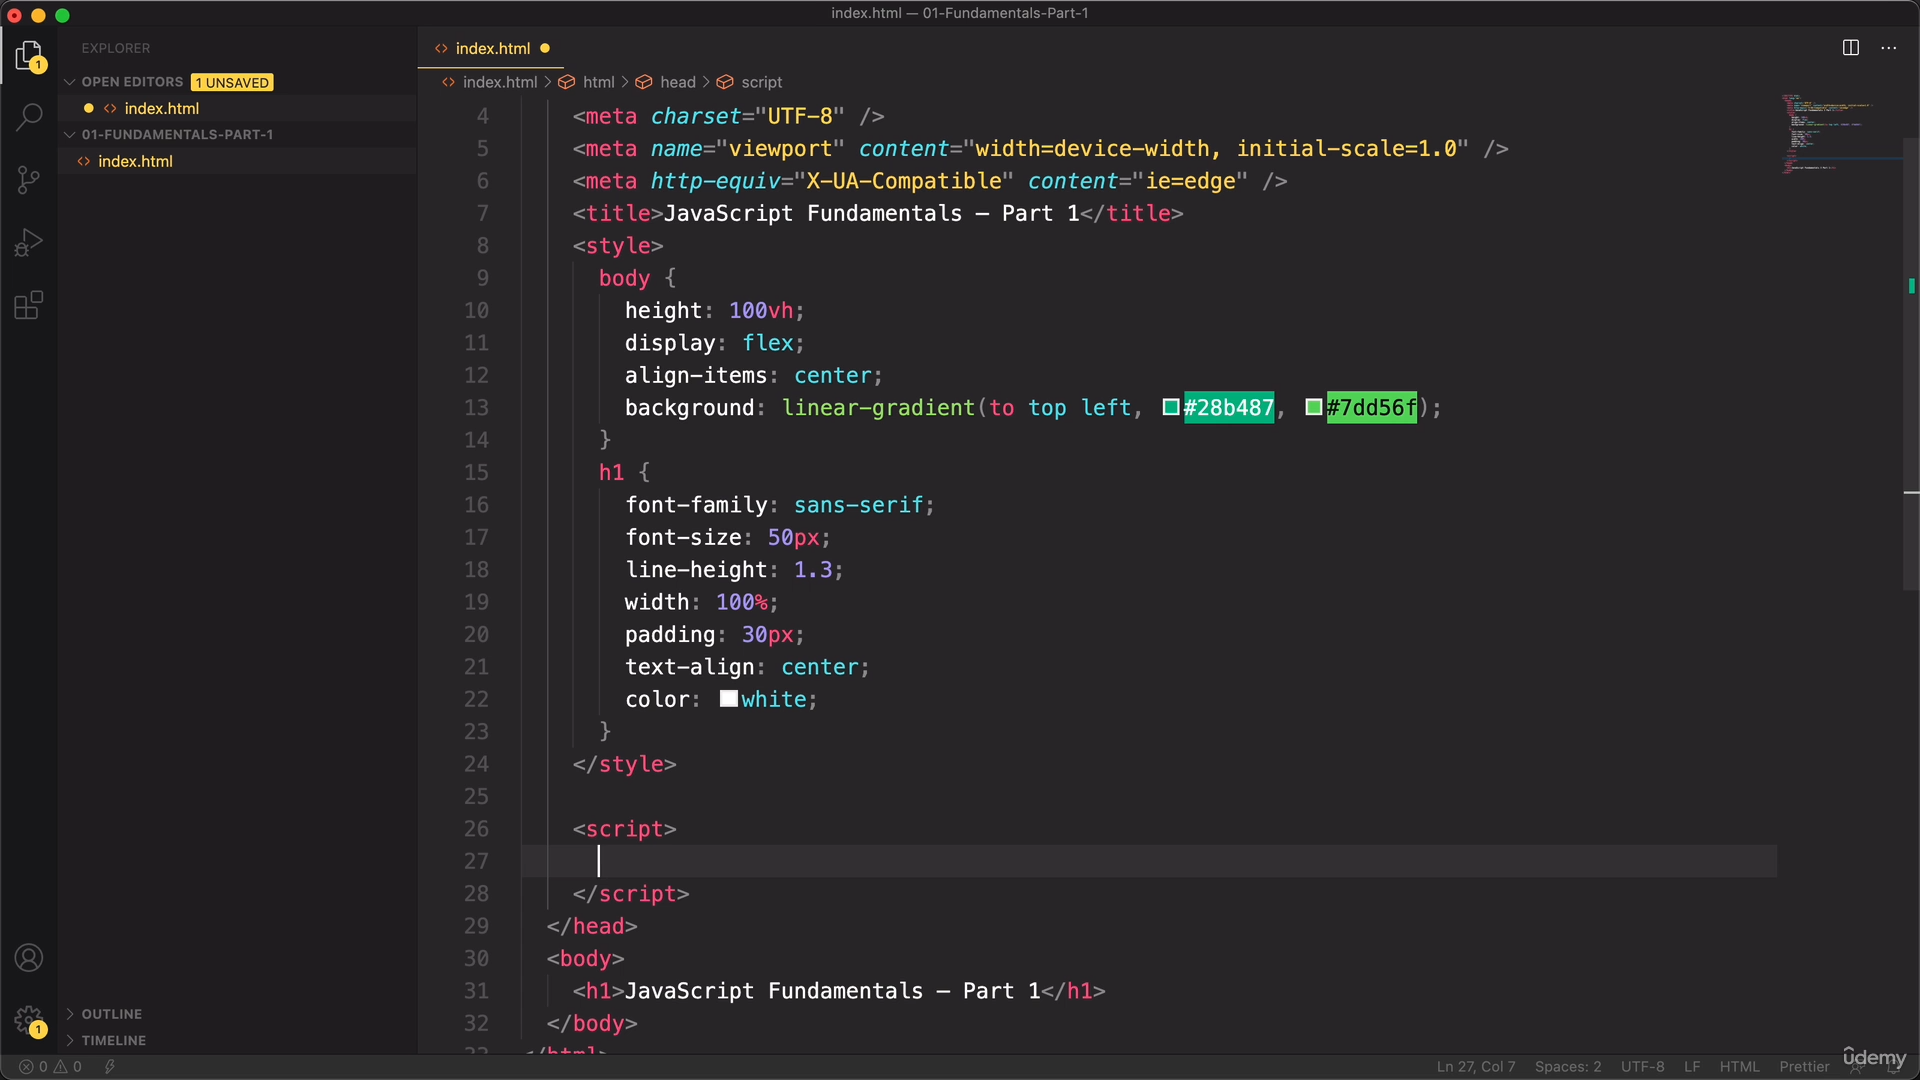 index.html — 01-Fundamentals-Part-1
EXPLORER
OPEN EDITORS 1 UNSAVED
index.html
01-FUNDAMENTALS-PART-1
index.html
OUTLINE
TIMELINE
1
1
index.html
index.html > html > head > script
4 <meta charset="UTF-8" />
5 <meta name="viewport" content="width=device-width, initial-scale=1.0" />
6 <meta http-equiv="X-UA-Compatible" content="ie=edge" />
7 <title>JavaScript Fundamentals – Part 1</title>
8 <style>
9 body {
10 height: 100vh;
11 display: flex;
12 align-items: center;
13 background: linear-gradient(to top left, #28b487, #7dd56f);
14 }
15 h1 {
16 font-family: sans-serif;
17 font-size: 50px;
18 line-height: 1.3;
19 width: 100%;
20 padding: 30px;
21 text-align: center;
22 color: white;
23 }
24 </style>
25
26 <script>
27
28 </script>
29 </head>
30 <body>
31 <h1>JavaScript Fundamentals – Part 1</h1>
32 </body>
33 </html>
0 0
Ln 27, Col 7 Spaces: 2 UTF-8 LF HTML Prettier
ûdemy